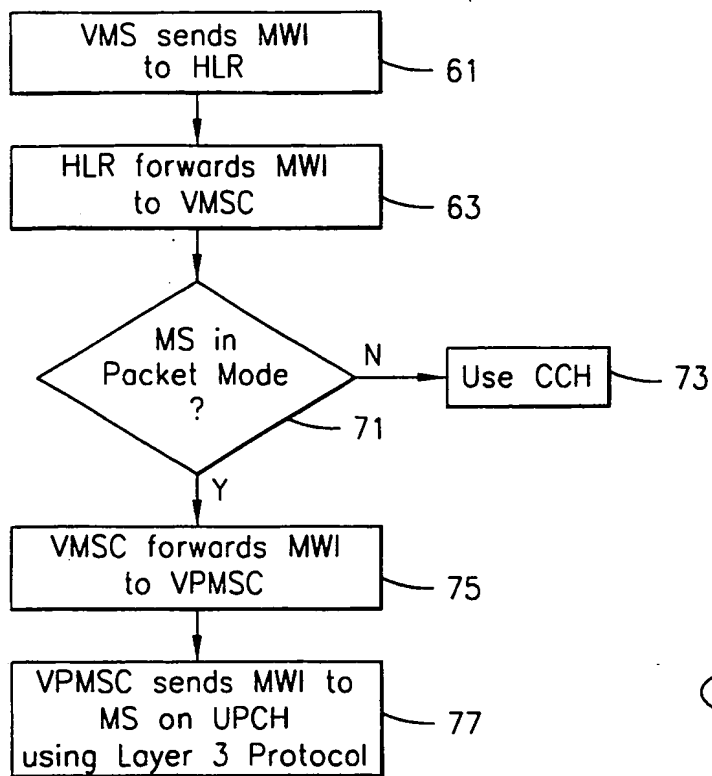 VMS sends MWI
to HLR
61
HLR forwards MWI
to VMSC
63
MS in
Packet Mode
?
71
N
Use CCH
73
Y
VMSC forwards MWI
to VPMSC
75
VPMSC sends MWI to
MS on UPCH
using Layer 3 Protocol
77